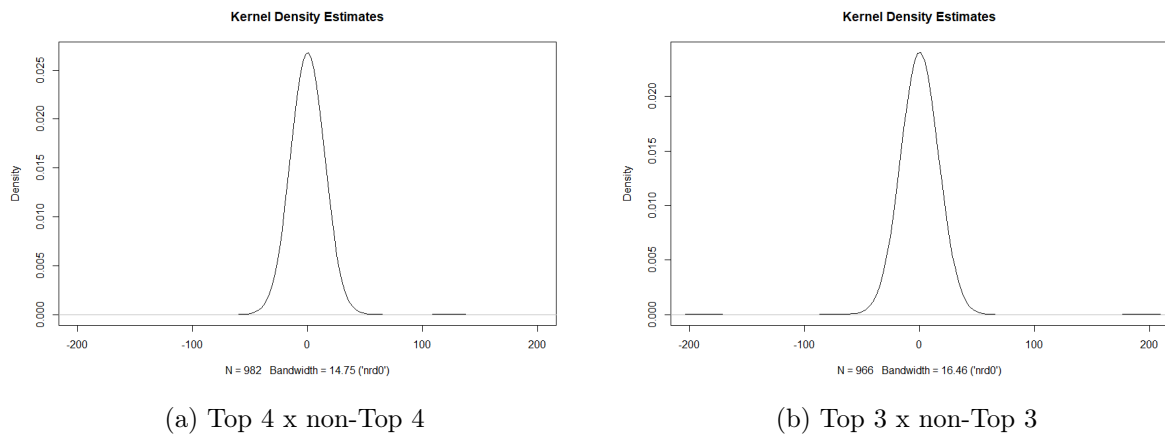 Kernel Density Estimates
Density
0.000
0.005
0.010
0.015
0.020
0.025
-200
-100
0
100
200
N = 982 Bandwidth = 14.75 ('nrd0')
(a) Top 4 x non-Top 4
Kernel Density Estimates
Density
0.000
0.005
0.010
0.015
0.020
-200
-100
0
100
200
N = 966 Bandwidth = 16.46 ('nrd0')
(b) Top 3 x non-Top 3